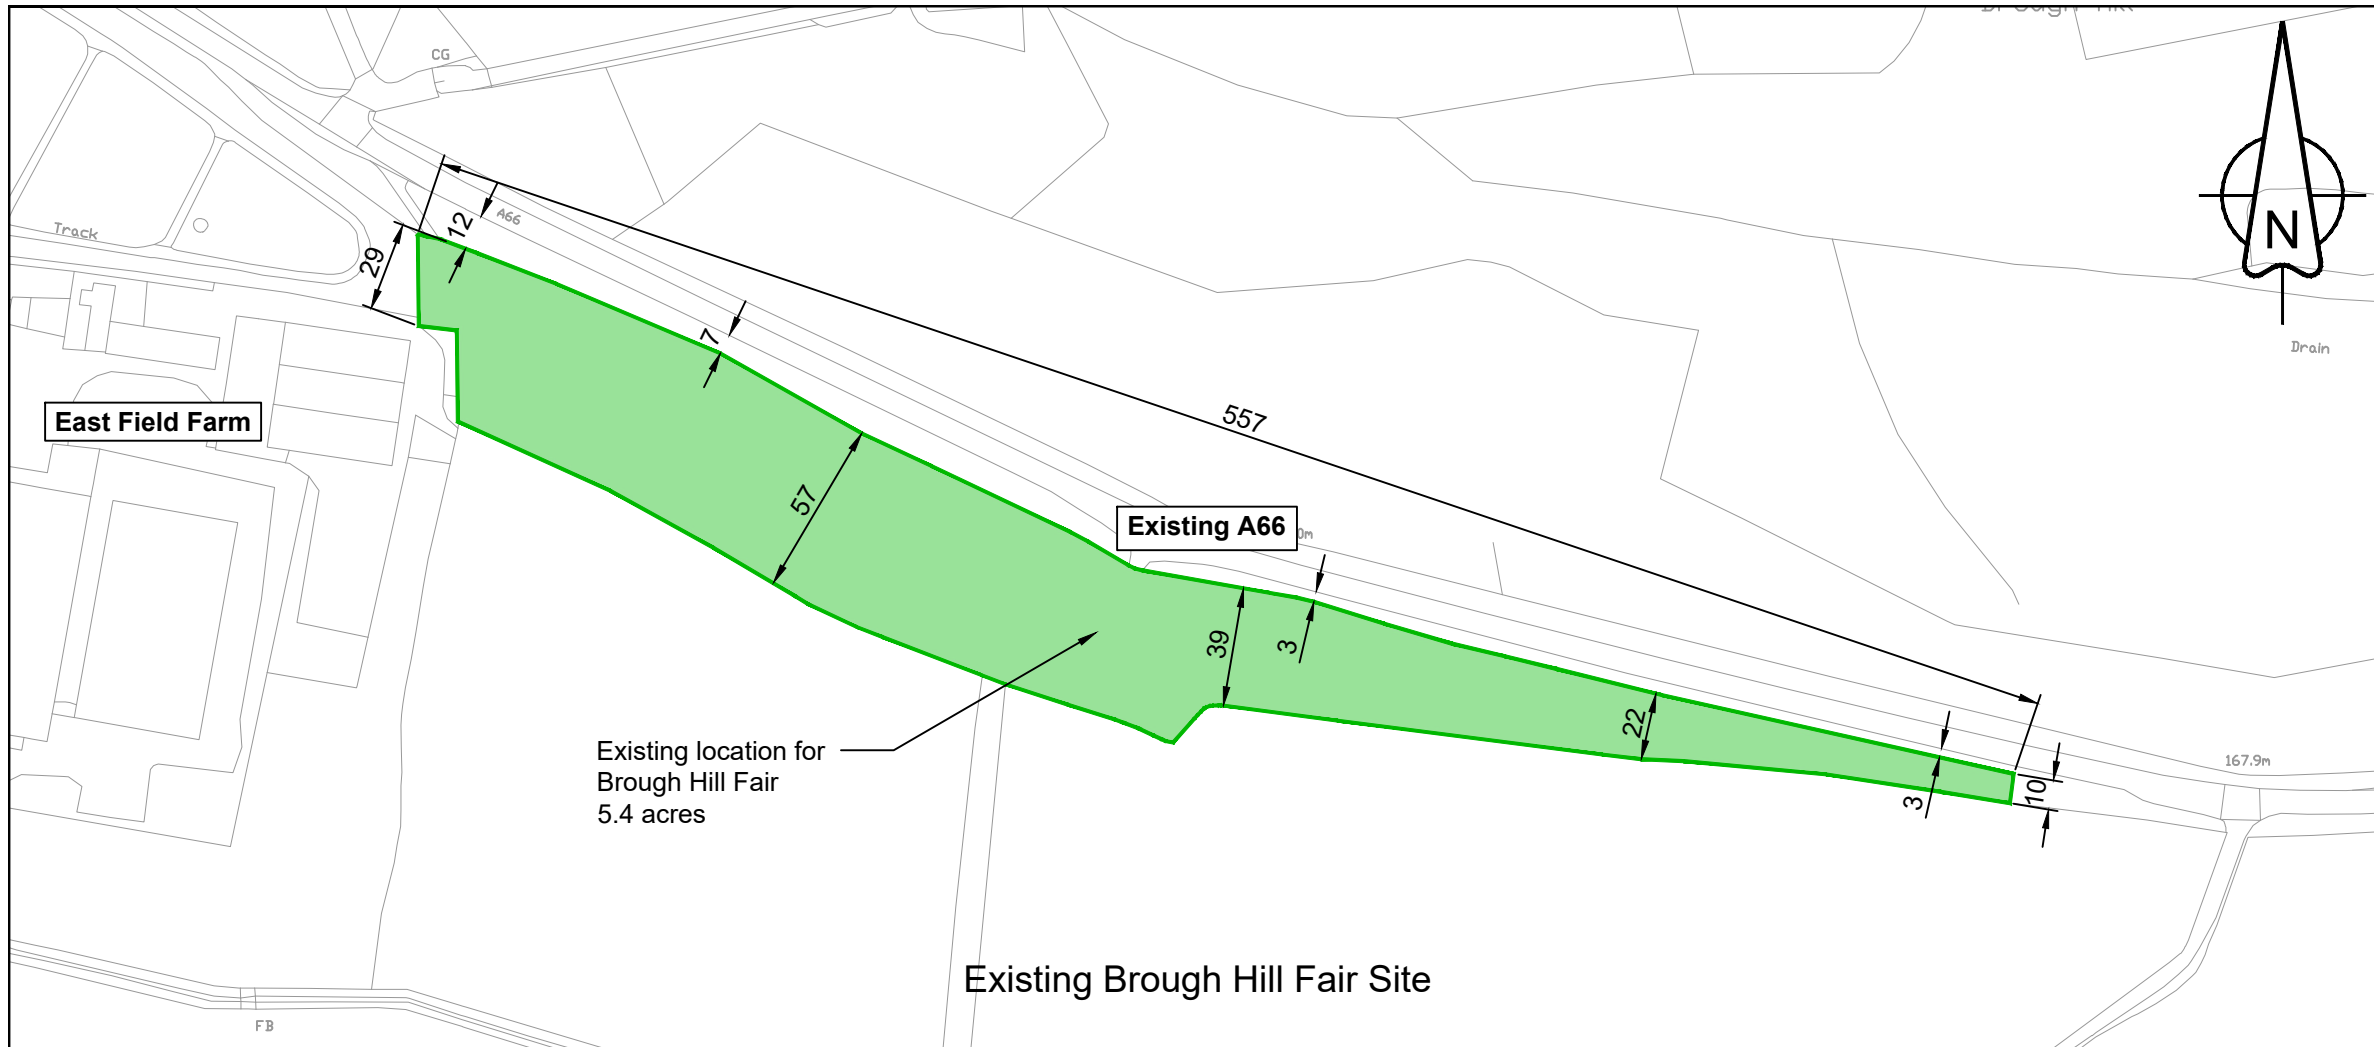 CG
N
Track
A66
12
29
7
Drain
557
East Field Farm
57
Existing A66
0m
39
3
22
Existing location for
Brough Hill Fair
5.4 acres
167.9m
3
10
Existing Brough Hill Fair Site
FB